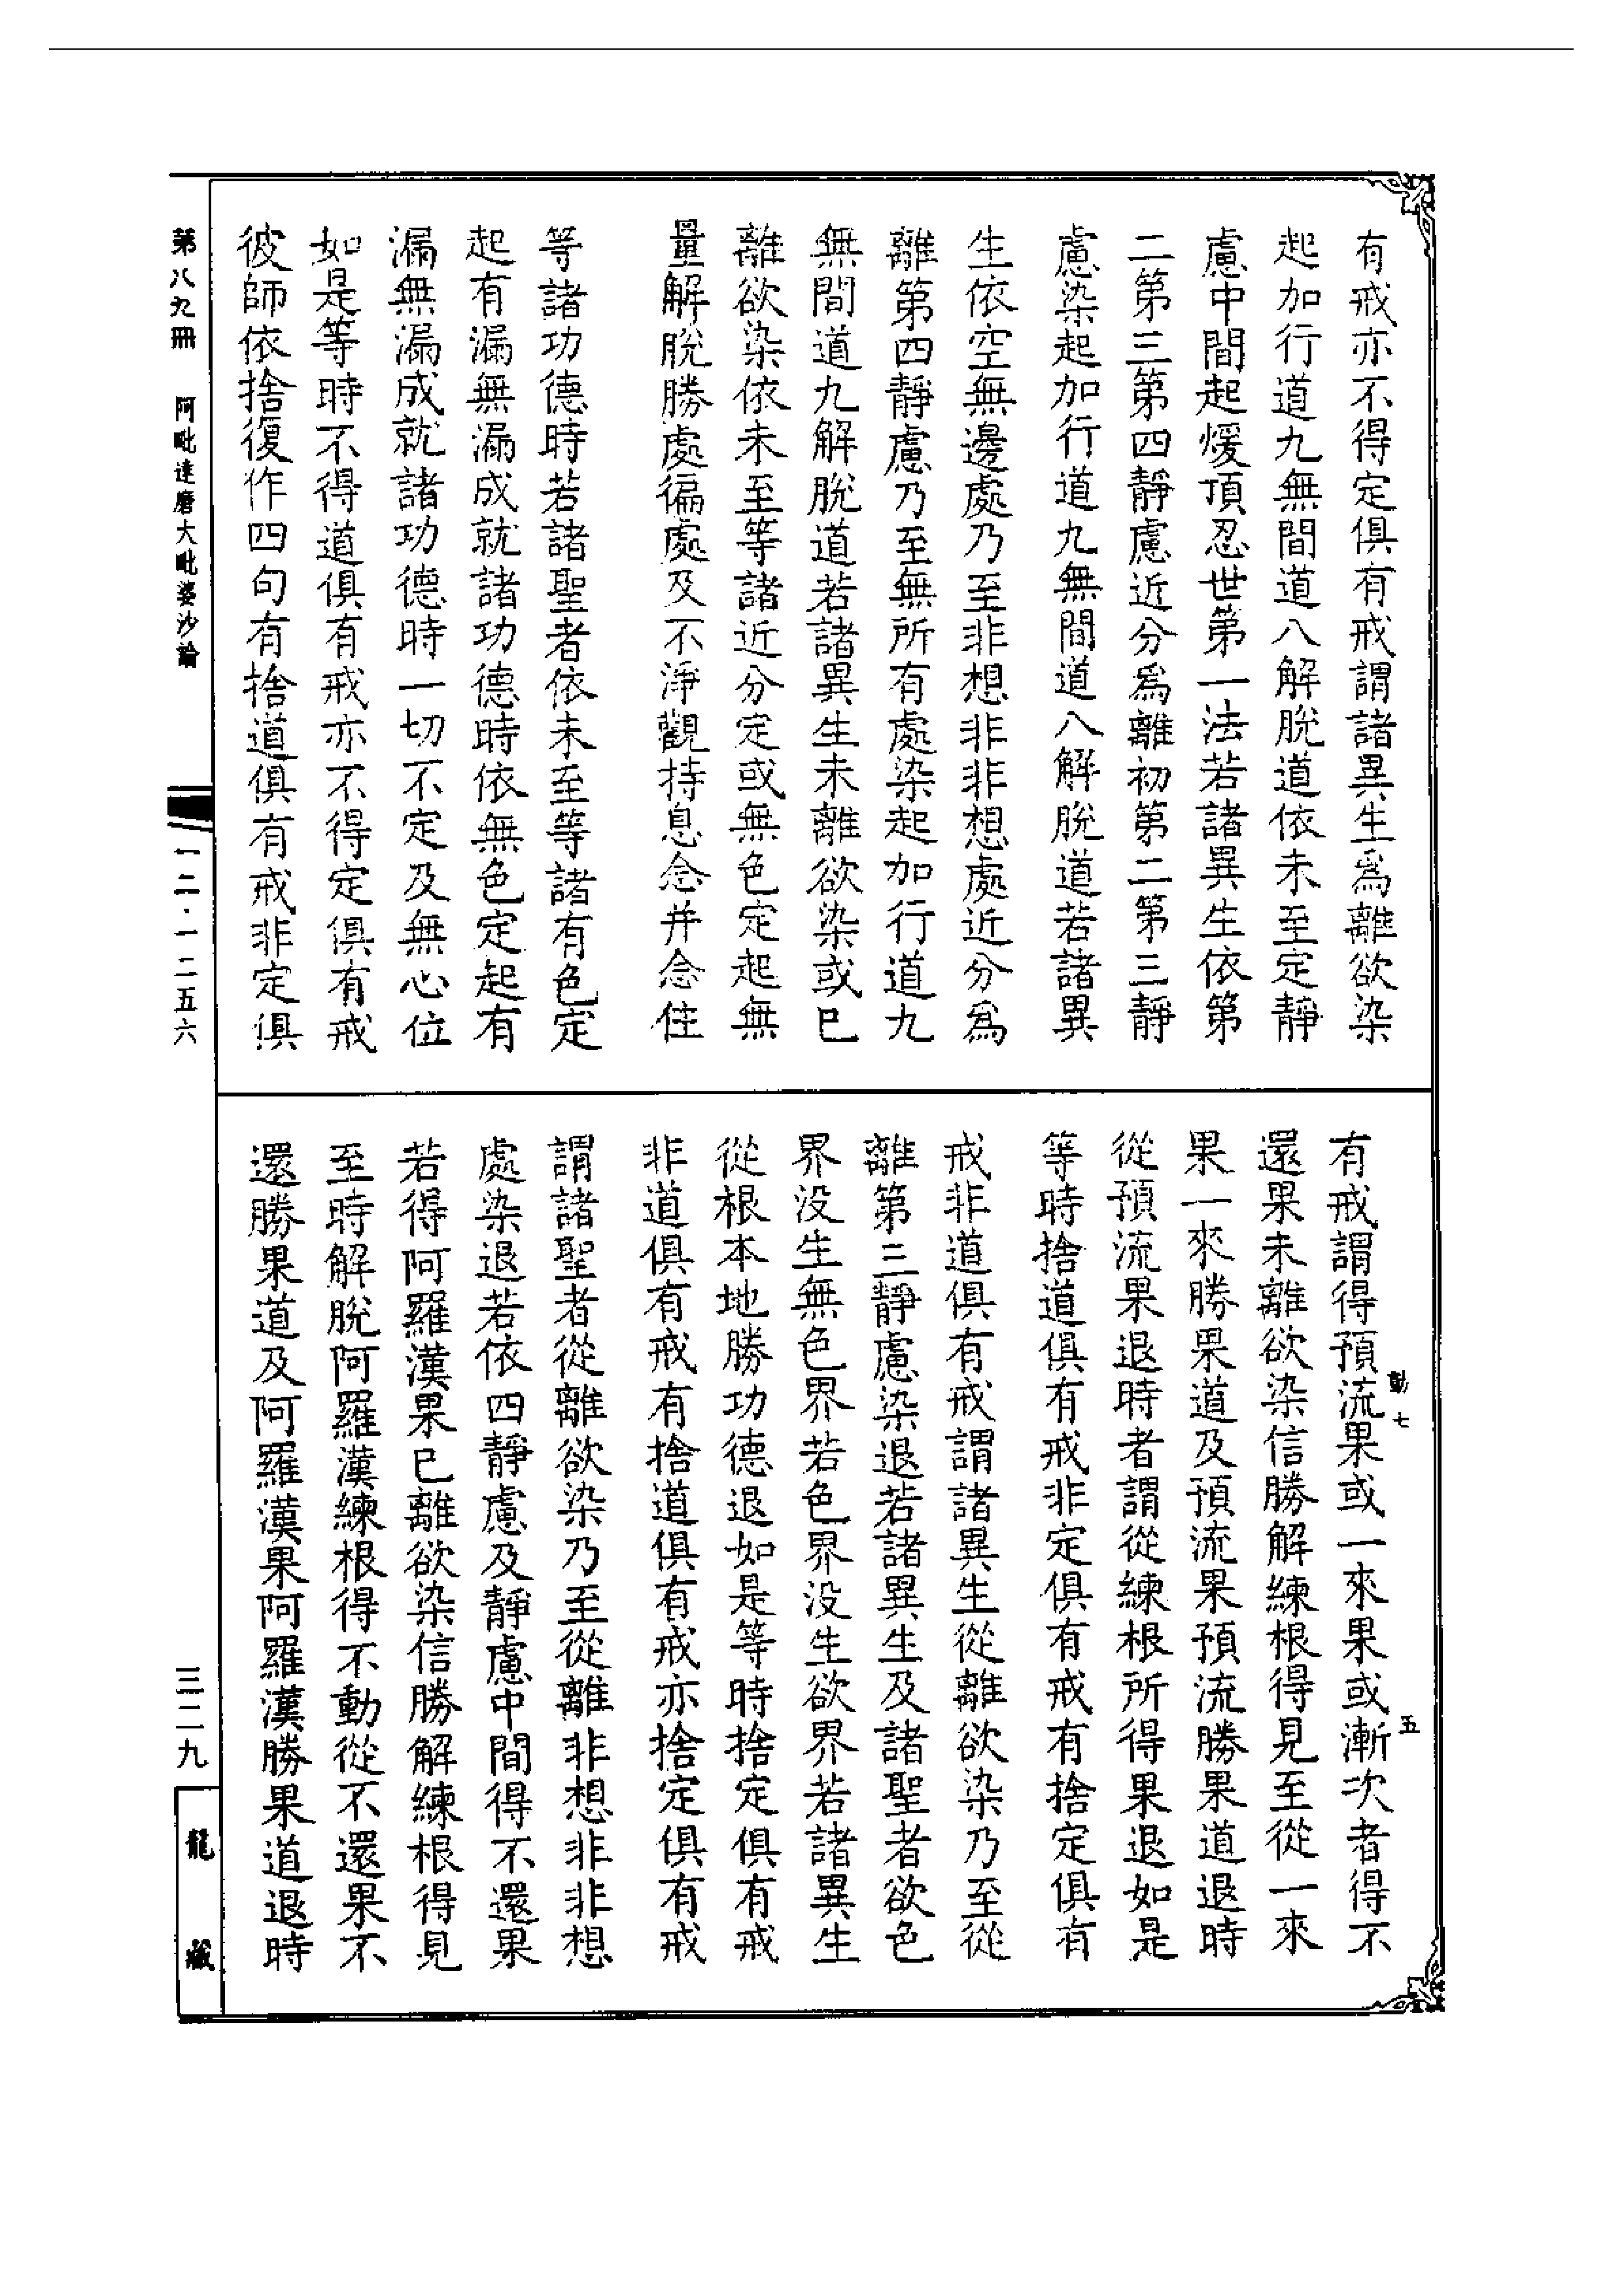 有戒亦不得定俱有戒謂諸異生爲離欲染
起加行道九無間道八解脫道依未至定靜
慮中間起煖頂忍世第一法若諸異生依第
二第三第四靜慮近分爲離初第二第三靜
慮染起加行道九無間道八解脫道若諸異
生依空無邊處乃至非想非非想處近分爲
離第四靜慮乃至無所有處染起加行道九
無間道九解脫道若諸異生未離欲染或已
離欲染依未至等諸近分定或無色定起無
量解脫勝處徧處及不淨觀持息念并念住
等諸功德時若諸聖者依未至等諸有色定
起有漏無漏成就諸功德時依無色定起有
漏無漏成就諸功德時一切不定及無心位
如是等時不得道俱有戒亦不得定俱有戒
彼師依捨復作四句有捨道俱有戒非定俱
有戒謂得預流果或一來果或漸次者得不
還果未離欲染信勝解練根得見至從一來
果一來勝果道及預流果預流勝果道退時
從預流果退時者謂從練根所得果退如是
等時捨道俱有戒非定俱有戒有捨定俱有
戒非道俱有戒謂諸異生從離欲染乃至從
離第三靜慮染退若諸異生及諸聖者欲色
界没生無色界若色界没生欲界若諸異生
從根本地勝功德退如是等時捨定俱有戒
非道俱有戒有捨道俱有戒亦捨定俱有戒
謂諸聖者從離欲染乃至從離非想非非想
處染退若依四靜慮及靜慮中間得不還果
若得阿羅漢果已離欲染信勝解練根得見
至時解脫阿羅漢練根得不動從不還果不
還勝果道及阿羅漢果阿羅漢勝果道退時
動七
五
第八九冊 阿毗達磨大毗婆沙論
一二·一二五六
三二九
龍藏